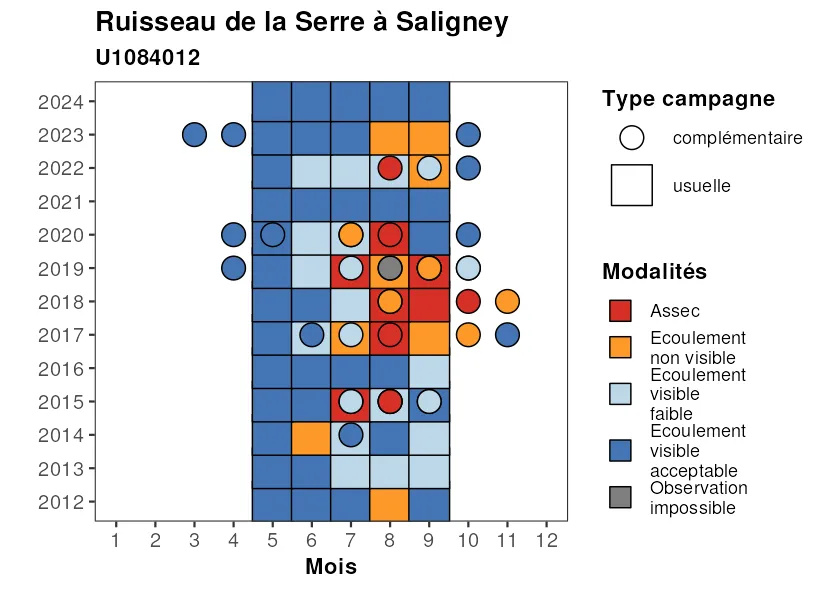 Ruisseau de la Serre à Saligney
U1084012
2024
2023
2022
2021
2020
2019
2018
2017
2016
2015
2014
2013
2012
1 2 3 4 5 6 7 8 9 10 11 12
Mois
Type campagne
complémentaire
usuelle
Modalités
Assec
Ecoulement
non visible
Ecoulement
visible
faible
Ecoulement
visible
acceptable
Observation
impossible